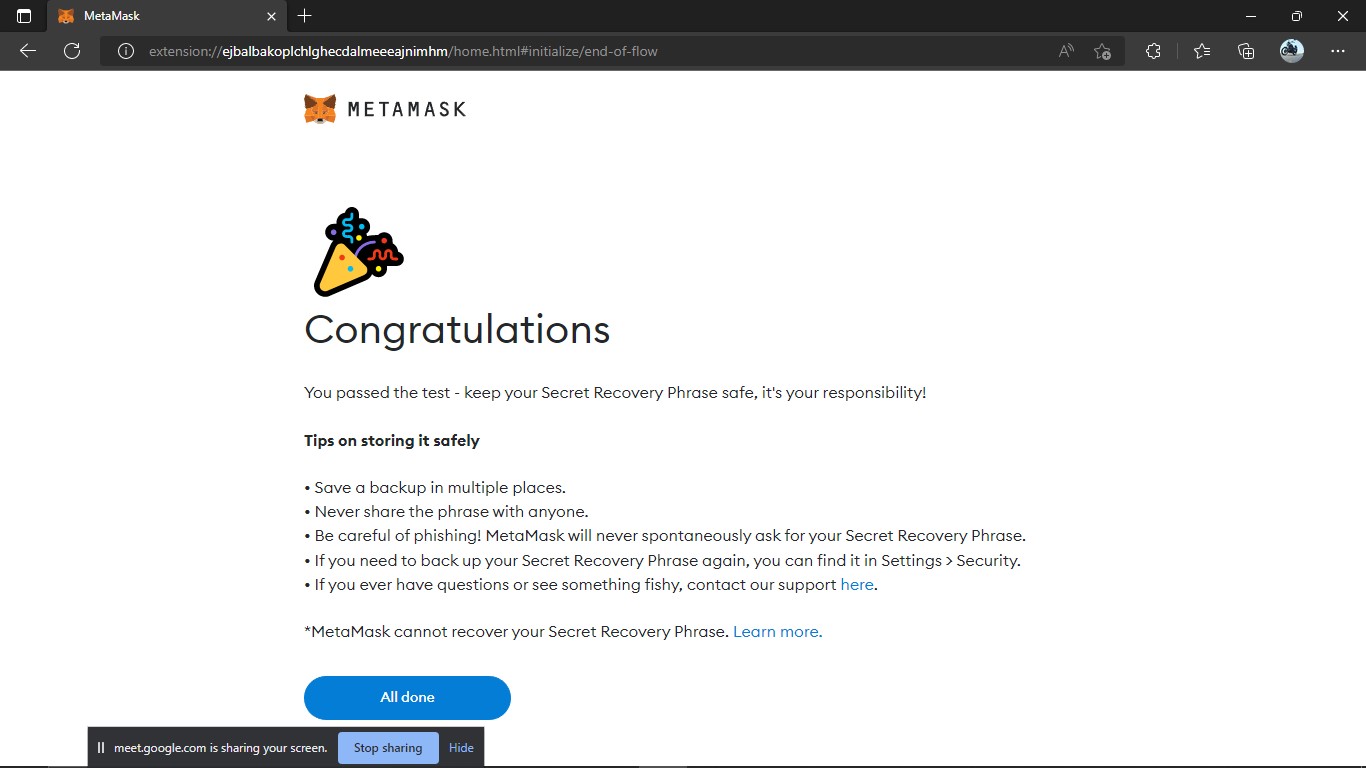 MetaMask
extension://ejbalbakoplchlghecdalmeeeajnimhm/home.html#initialize/end-of-flow
METAMASK
Congratulations
You passed the test - keep your Secret Recovery Phrase safe, it's your responsibility!
Tips on storing it safely
• Save a backup in multiple places.
• Never share the phrase with anyone.
• Be careful of phishing! MetaMask will never spontaneously ask for your Secret Recovery Phrase.
• If you need to back up your Secret Recovery Phrase again, you can find it in Settings > Security.
• If you ever have questions or see something fishy, contact our support here.
*MetaMask cannot recover your Secret Recovery Phrase. Learn more.
All done
meet.google.com is sharing your screen. Stop sharing Hide